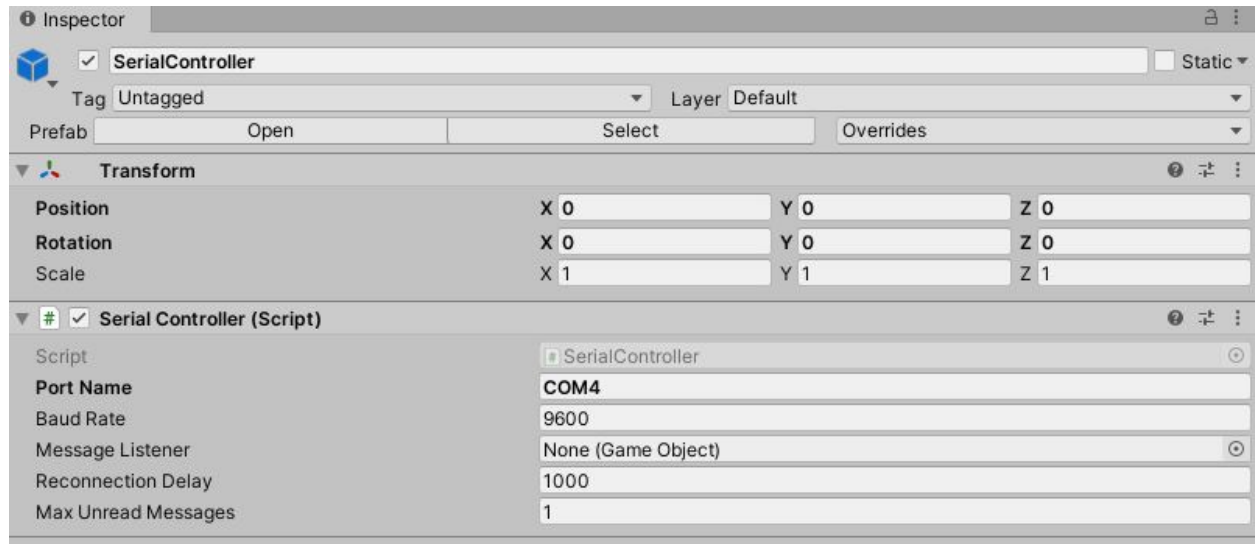 Inspector
SerialController Static
Tag Untagged Layer Default
Prefab Open Select Overrides
Transform
Position X 0 Y 0 Z 0
Rotation X 0 Y 0 Z 0
Scale X 1 Y 1 Z 1
# Serial Controller (Script)
Script # SerialController
Port Name COM4
Baud Rate 9600
Message Listener None (Game Object)
Reconnection Delay 1000
Max Unread Messages 1